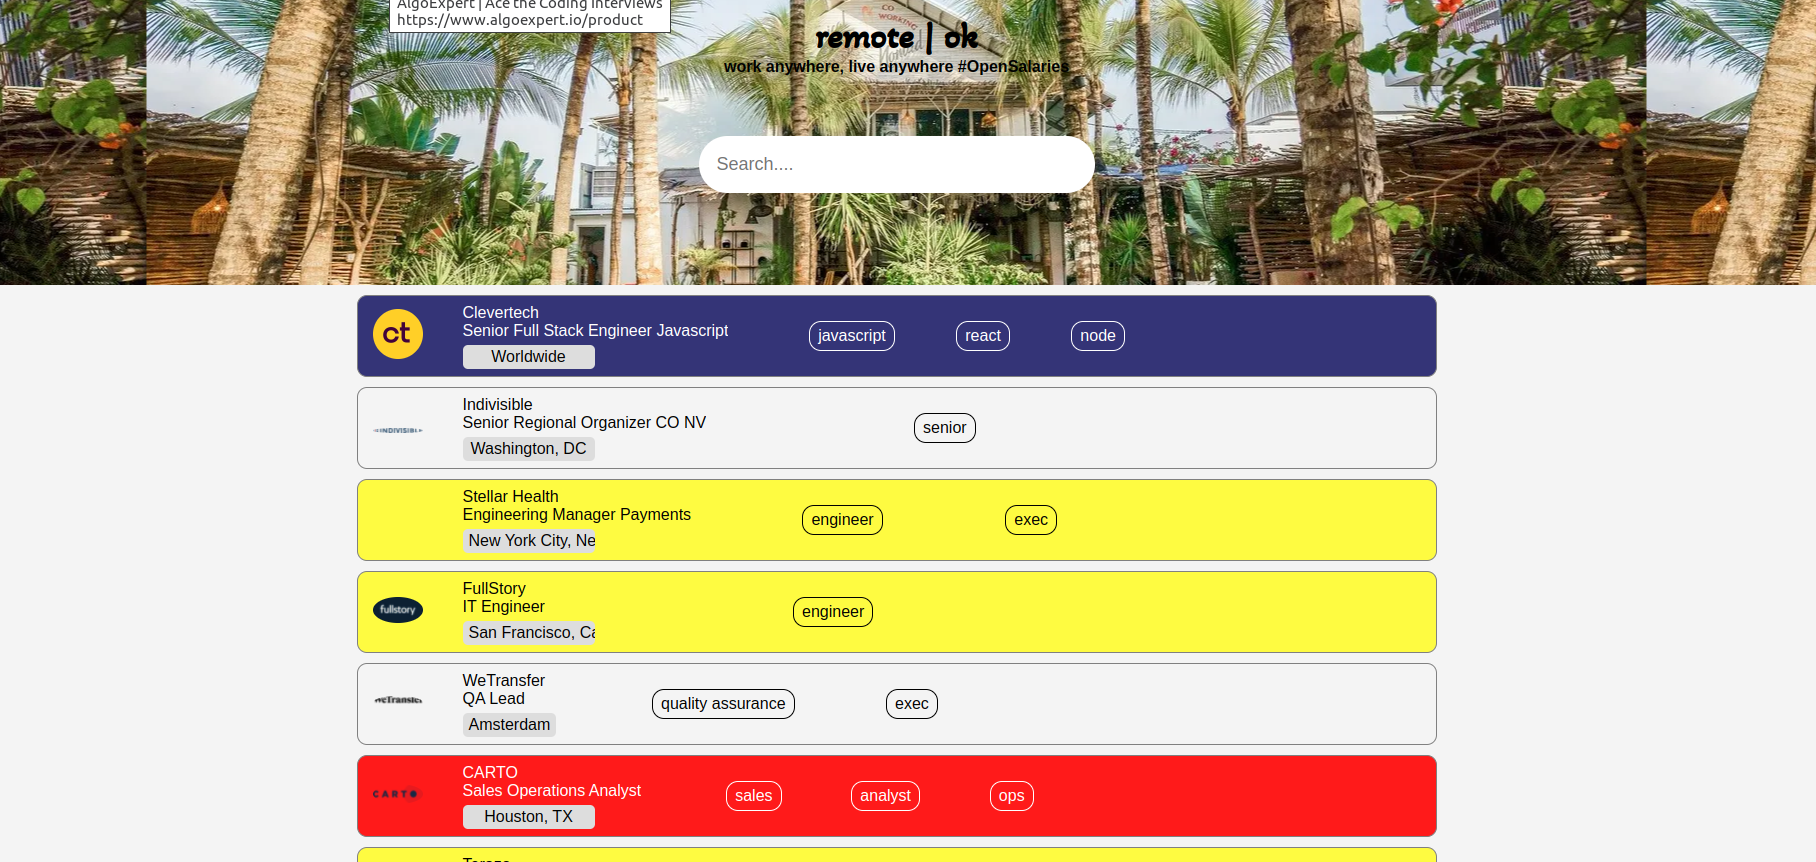 AlgoExpert | Ace the Coding Interviews
https://www.algoexpert.io/product
CO
WORKING
remote | ok
work anywhere, live anywhere #OpenSalaries
Search....
ct
Clevertech
Senior Full Stack Engineer Javascript
Worldwide
javascript
react
node
INDIVISIBL
Indivisible
Senior Regional Organizer CO NV
Washington, DC
senior
Stellar Health
Engineering Manager Payments
New York City, Ne
engineer
exec
fullstory
FullStory
IT Engineer
San Francisco, Ca
engineer
WeTransfer
WeTransfer
QA Lead
Amsterdam
quality assurance
exec
CARTO
CARTO
Sales Operations Analyst
Houston, TX
sales
analyst
ops